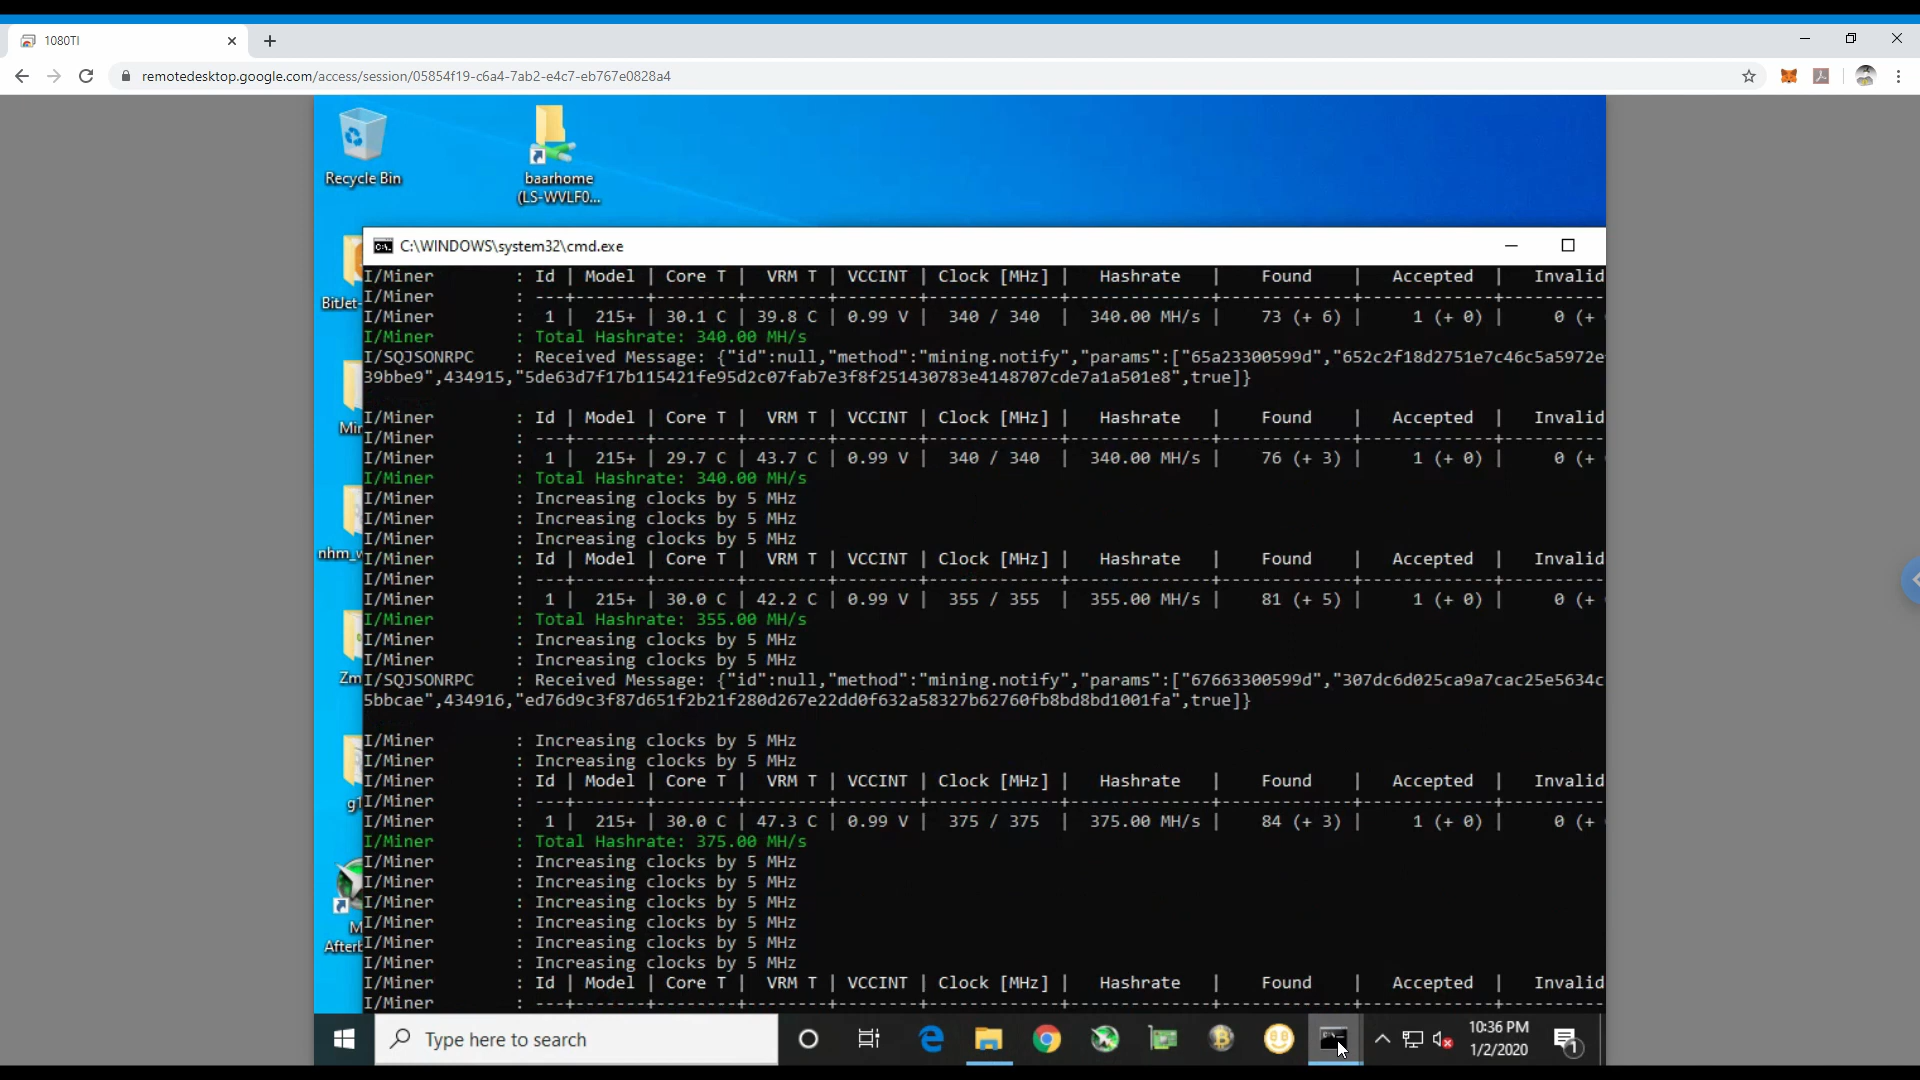 1080TI
remotedesktop.google.com/access/session/05854f19-c6a4-7ab2-e4c7-eb767e0828a4
Recycle Bin
baarhome
(LS-WVLF0...
BitJet-
Mi
nhm_w
Zm
g1
M
Aftert
C:\WINDOWS\system32\cmd.exe
I/Miner : Id | Model | Core T | VRM T | VCCINT | Clock [MHz] | Hashrate | Found | Accepted | Invalid
I/Miner : ---+-------+--------+--------+--------+-------------+--------------+-------------+-------------+---------
I/Miner : 1 | 215+ | 30.1 C | 39.8 C | 0.99 V | 340 / 340 | 340.00 MH/s | 73 (+ 6) | 1 (+ 0) | 0 (+
I/Miner : Total Hashrate: 340.00 MH/s
I/SQJSONRPC : Received Message: {"id":null,"method":"mining.notify","params":["65a23300599d","652c2f18d2751e7c46c5a5972e
39bbe9",434915,"5de63d7f17b115421fe95d2c07fab7e3f8f251430783e4148707cde7a1a501e8",true]}
I/Miner : Id | Model | Core T | VRM T | VCCINT | Clock [MHz] | Hashrate | Found | Accepted | Invalid
I/Miner : ---+-------+--------+--------+--------+-------------+--------------+-------------+-------------+---------
I/Miner : 1 | 215+ | 29.7 C | 43.7 C | 0.99 V | 340 / 340 | 340.00 MH/s | 76 (+ 3) | 1 (+ 0) | 0 (+
I/Miner : Total Hashrate: 340.00 MH/s
I/Miner : Increasing clocks by 5 MHz
I/Miner : Increasing clocks by 5 MHz
I/Miner : Increasing clocks by 5 MHz
I/Miner : Id | Model | Core T | VRM T | VCCINT | Clock [MHz] | Hashrate | Found | Accepted | Invalid
I/Miner : ---+-------+--------+--------+--------+-------------+--------------+-------------+-------------+---------
I/Miner : 1 | 215+ | 30.0 C | 42.2 C | 0.99 V | 355 / 355 | 355.00 MH/s | 81 (+ 5) | 1 (+ 0) | 0 (+
I/Miner : Total Hashrate: 355.00 MH/s
I/Miner : Increasing clocks by 5 MHz
I/Miner : Increasing clocks by 5 MHz
I/SQJSONRPC : Received Message: {"id":null,"method":"mining.notify","params":["67663300599d","307dc6d025ca9a7cac25e5634c
5bbcae",434916,"ed76d9c3f87d651f2b21f280d267e22dd0f632a58327b62760fb8bd8bd1001fa",true]}
I/Miner : Increasing clocks by 5 MHz
I/Miner : Increasing clocks by 5 MHz
I/Miner : Id | Model | Core T | VRM T | VCCINT | Clock [MHz] | Hashrate | Found | Accepted | Invalid
I/Miner : ---+-------+--------+--------+--------+-------------+--------------+-------------+-------------+---------
I/Miner : 1 | 215+ | 30.0 C | 47.3 C | 0.99 V | 375 / 375 | 375.00 MH/s | 84 (+ 3) | 1 (+ 0) | 0 (+
I/Miner : Total Hashrate: 375.00 MH/s
I/Miner : Increasing clocks by 5 MHz
I/Miner : Increasing clocks by 5 MHz
I/Miner : Increasing clocks by 5 MHz
I/Miner : Increasing clocks by 5 MHz
I/Miner : Increasing clocks by 5 MHz
I/Miner : Increasing clocks by 5 MHz
I/Miner : Id | Model | Core T | VRM T | VCCINT | Clock [MHz] | Hashrate | Found | Accepted | Invalid
I/Miner : ---+-------+--------+--------+--------+-------------+--------------+-------------+-------------+---------
Type here to search
10:36 PM
1/2/2020
1